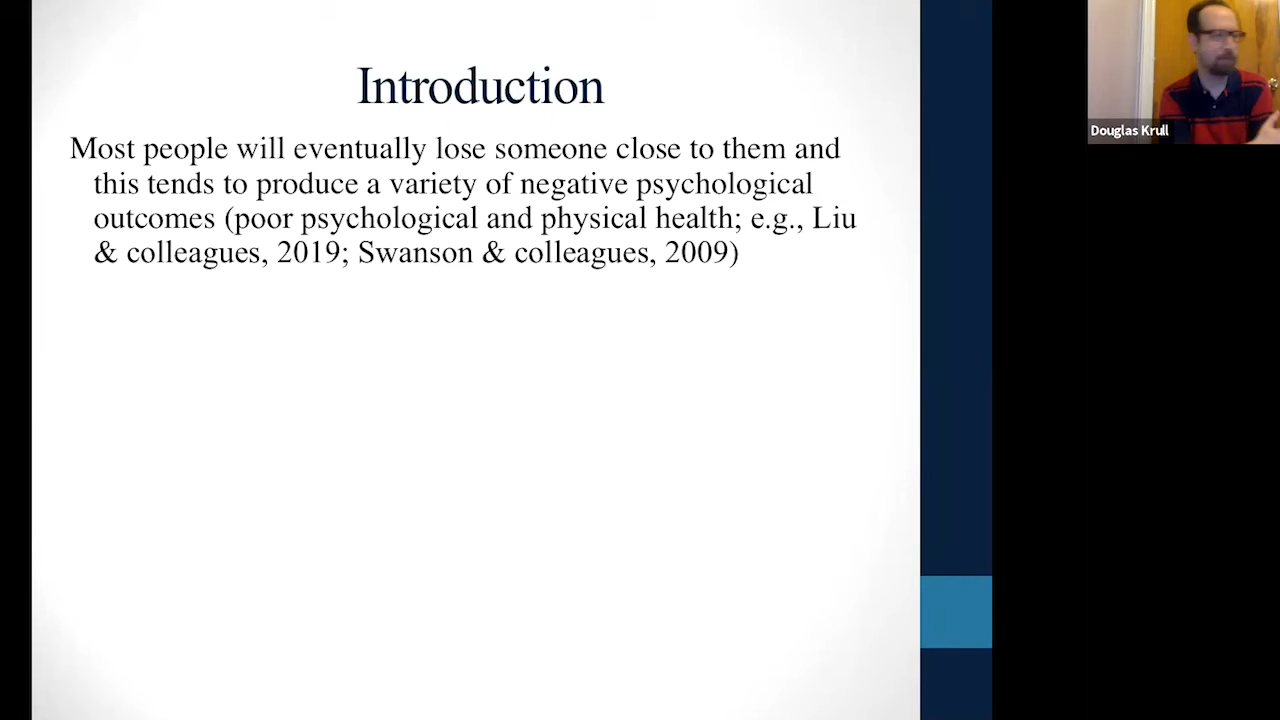 Introduction
Most people will eventually lose someone close to them and
this tends to produce a variety of negative psychological
outcomes (poor psychological and physical health; e.g., Liu
& colleagues, 2019; Swanson & colleagues, 2009)
Douglas Krull